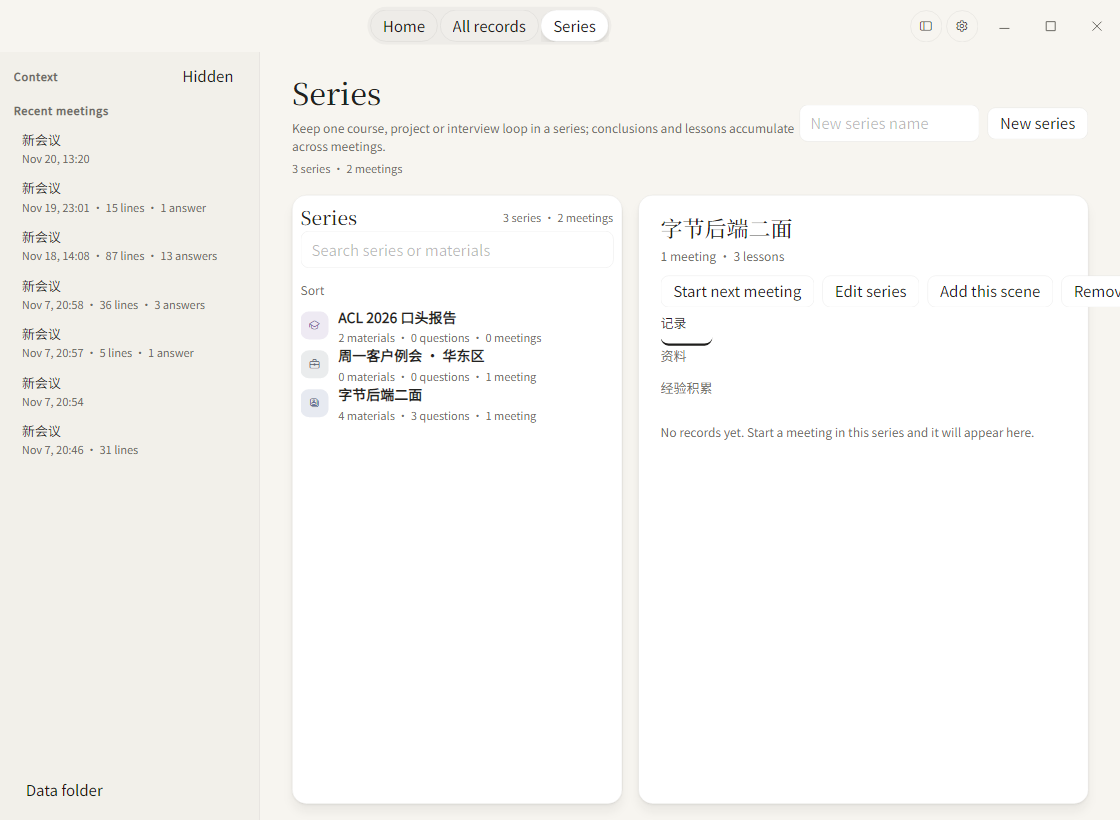 Home All records Series
Context Hidden
Recent meetings
新会议
Nov 20, 13:20
新会议
Nov 19, 23:01 • 15 lines • 1 answer
新会议
Nov 18, 14:08 • 87 lines • 13 answers
新会议
Nov 7, 20:58 • 36 lines • 3 answers
新会议
Nov 7, 20:57 • 5 lines • 1 answer
新会议
Nov 7, 20:54
新会议
Nov 7, 20:46 • 31 lines
Data folder
Series
Keep one course, project or interview loop in a series; conclusions and lessons accumulate
across meetings.
3 series • 2 meetings
New series name New series
Series 3 series • 2 meetings
Search series or materials
Sort
ACL 2026 口头报告
2 materials • 0 questions • 0 meetings
周一客户例会 • 华东区
0 materials • 0 questions • 1 meeting
字节后端二面
4 materials • 3 questions • 1 meeting
字节后端二面
1 meeting • 3 lessons
Start next meeting Edit series Add this scene Remov
记录
资料
经验积累
No records yet. Start a meeting in this series and it will appear here.